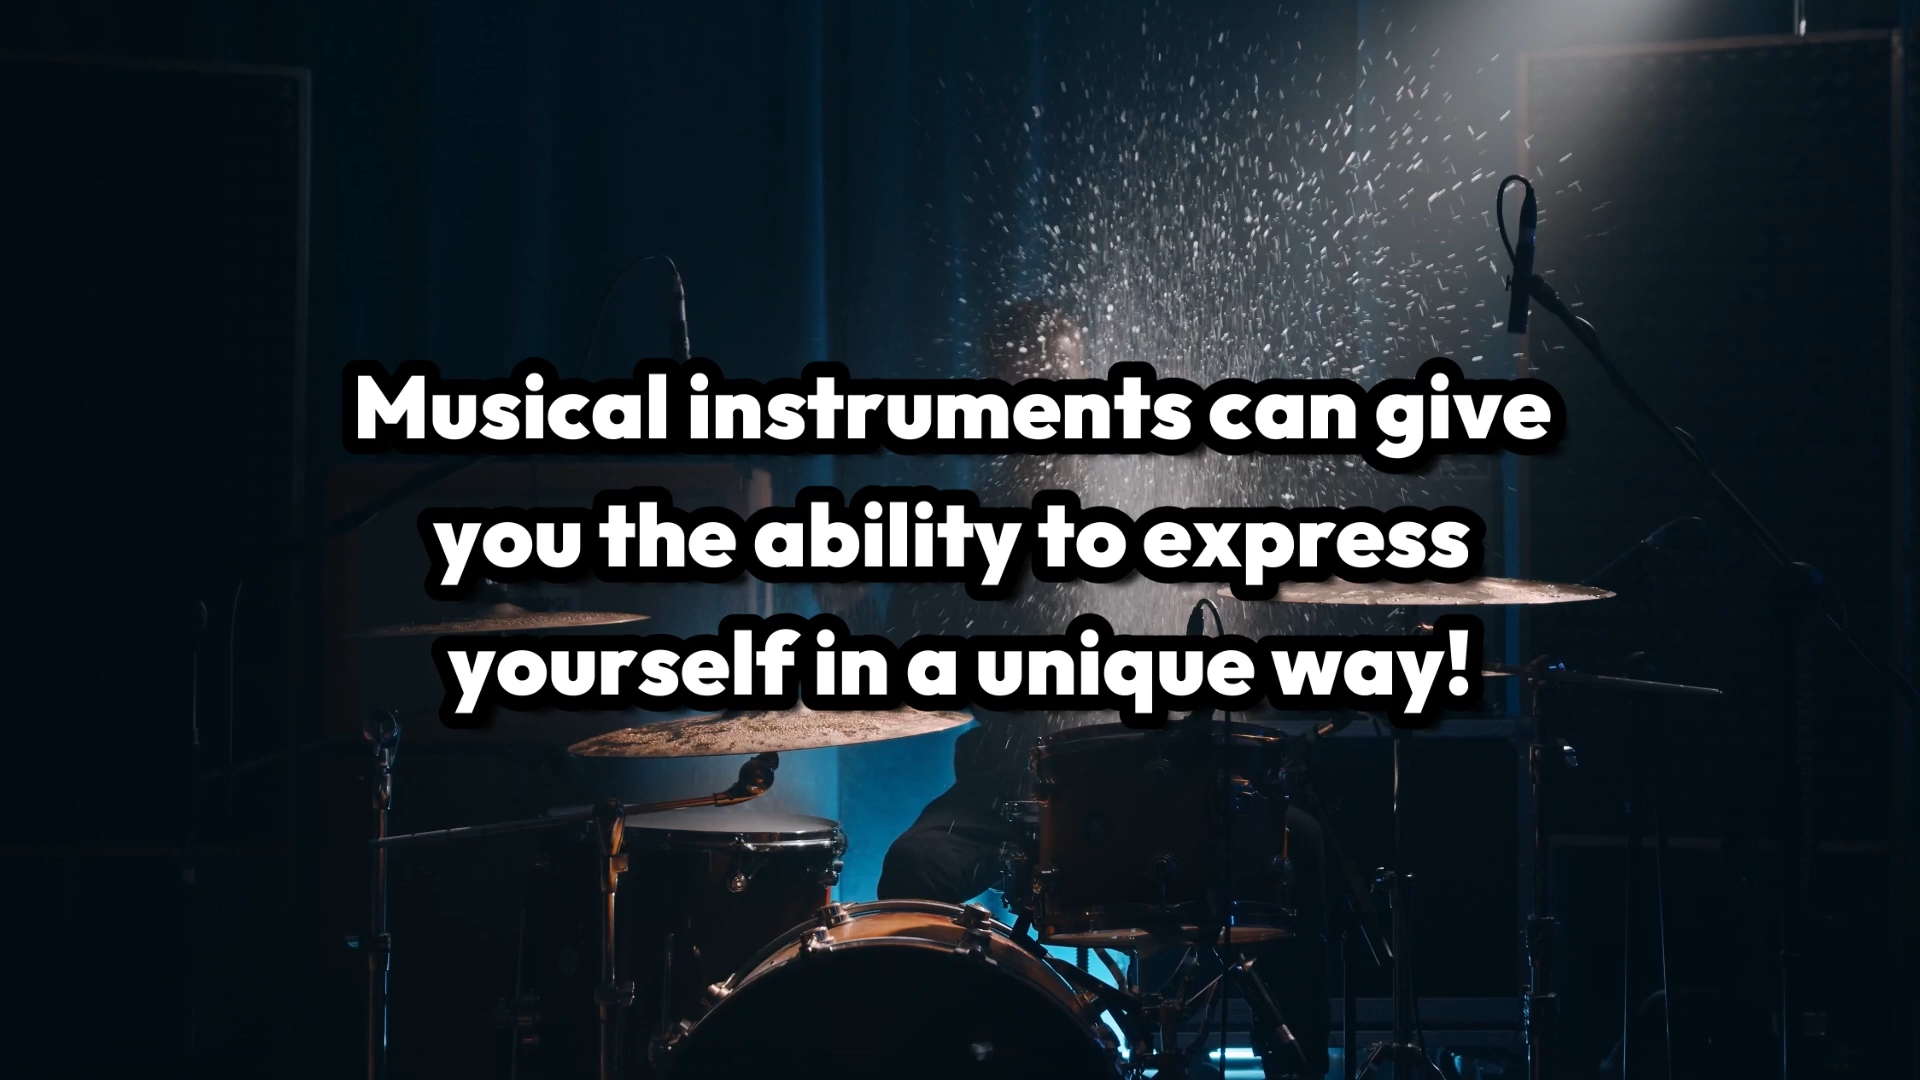 Musical instruments can give
you the ability to express
yourself in a unique way!